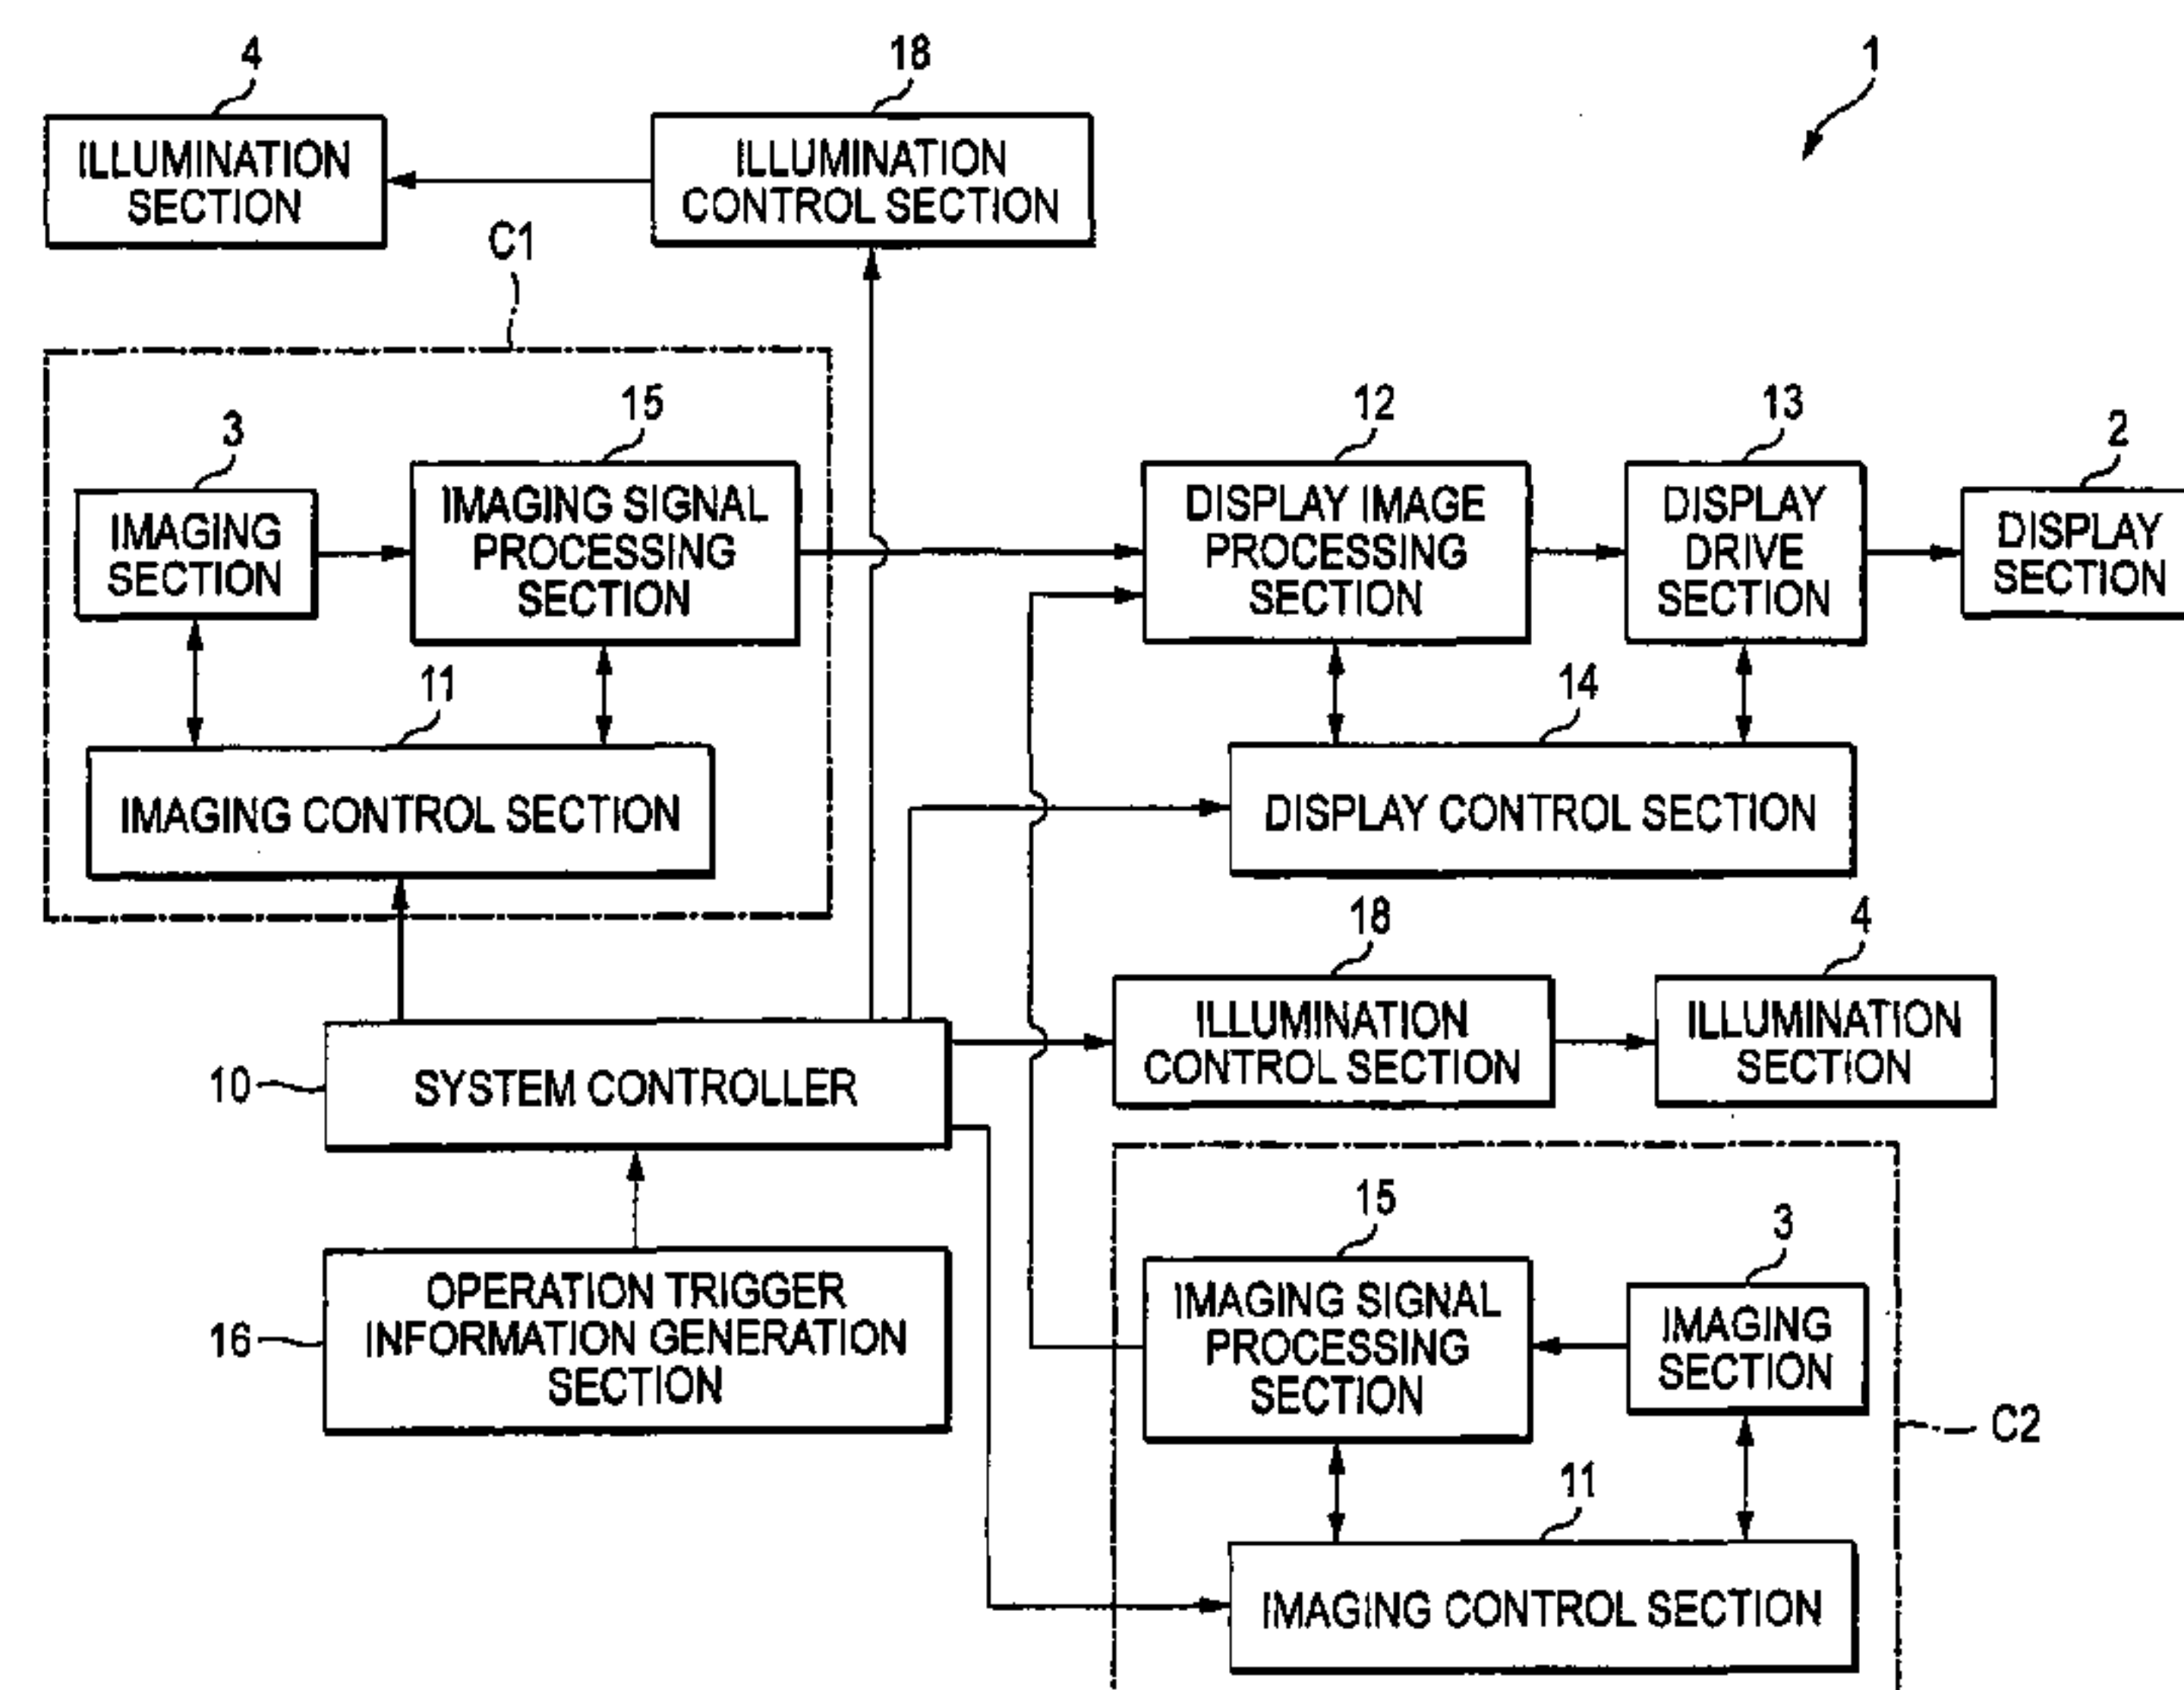 4
18
1
ILLUMINATION
SECTION
ILLUMINATION
CONTROL SECTION
C1
3
15
12
13
2
IMAGING
SECTION
IMAGING SIGNAL
PROCESSING
SECTION
DISPLAY IMAGE
PROCESSING
SECTION
DISPLAY
DRIVE
SECTION
DISPLAY
SECTION
11
14
IMAGING CONTROL SECTION
DISPLAY CONTROL SECTION
18
4
10
SYSTEM CONTROLLER
ILLUMINATION
CONTROL SECTION
ILLUMINATION
SECTION
16
OPERATION TRIGGER
INFORMATION GENERATION
SECTION
15
3
IMAGING SIGNAL
PROCESSING
SECTION
IMAGING
SECTION
C2
11
IMAGING CONTROL SECTION